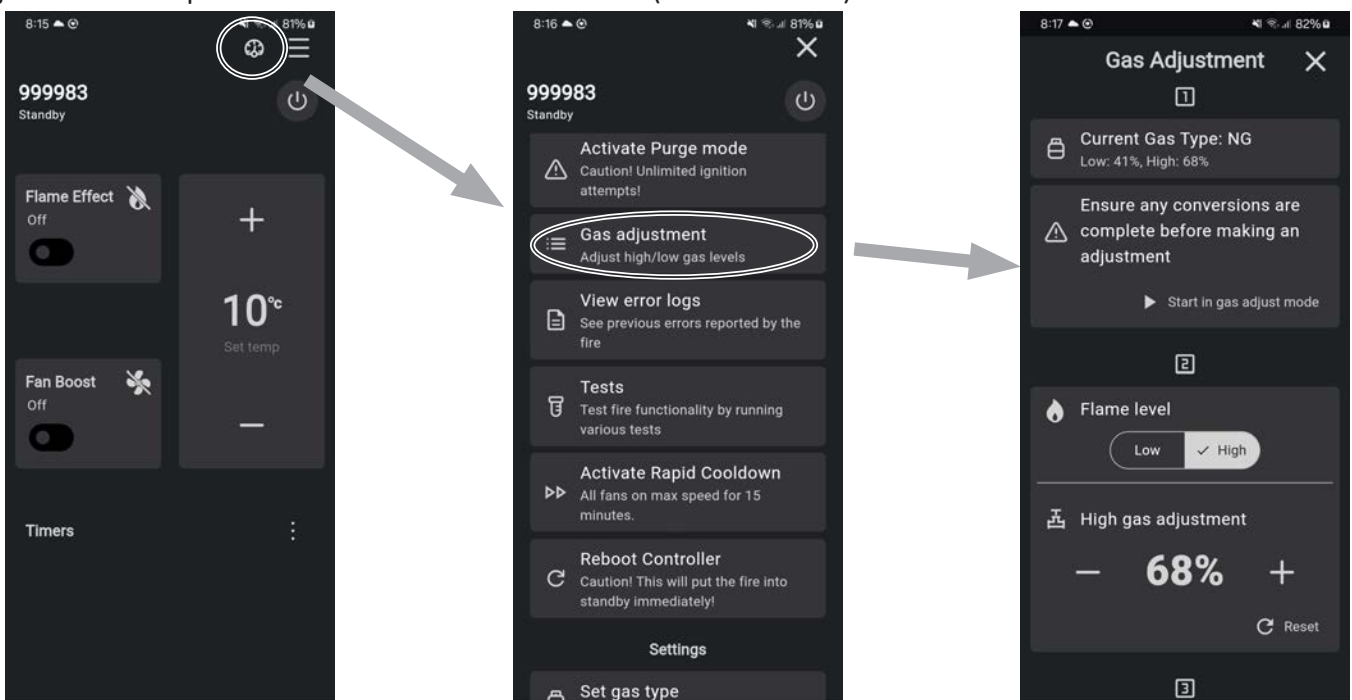 8:15
81%
999983
Standby
Flame Effect
Off
10°c
Set temp
Fan Boost
Off
Timers
8:16
81%
999983
Standby
Activate Purge mode
Caution! Unlimited ignition
attempts!
Gas adjustment
Adjust high/low gas levels
View error logs
See previous errors reported by the
fire
Tests
Test fire functionality by running
various tests
Activate Rapid Cooldown
All fans on max speed for 15
minutes.
Reboot Controller
Caution! This will put the fire into
standby immediately!
Settings
Set gas type
8:17
82%
Gas Adjustment
1
Current Gas Type: NG
Low: 41%, High: 68%
Ensure any conversions are
complete before making an
adjustment
Start in gas adjust mode
2
Flame level
Low High
High gas adjustment
68%
Reset
3